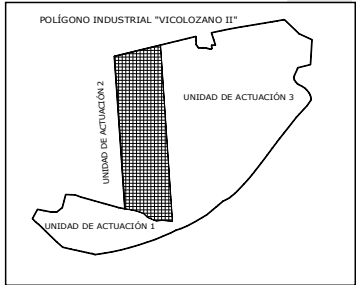 POLÍGONO INDUSTRIAL "VICOLOZANO II"
UNIDAD DE ACTUACIÓN 3
UNIDAD DE ACTUACIÓN 2
UNIDAD DE ACTUACIÓN 1